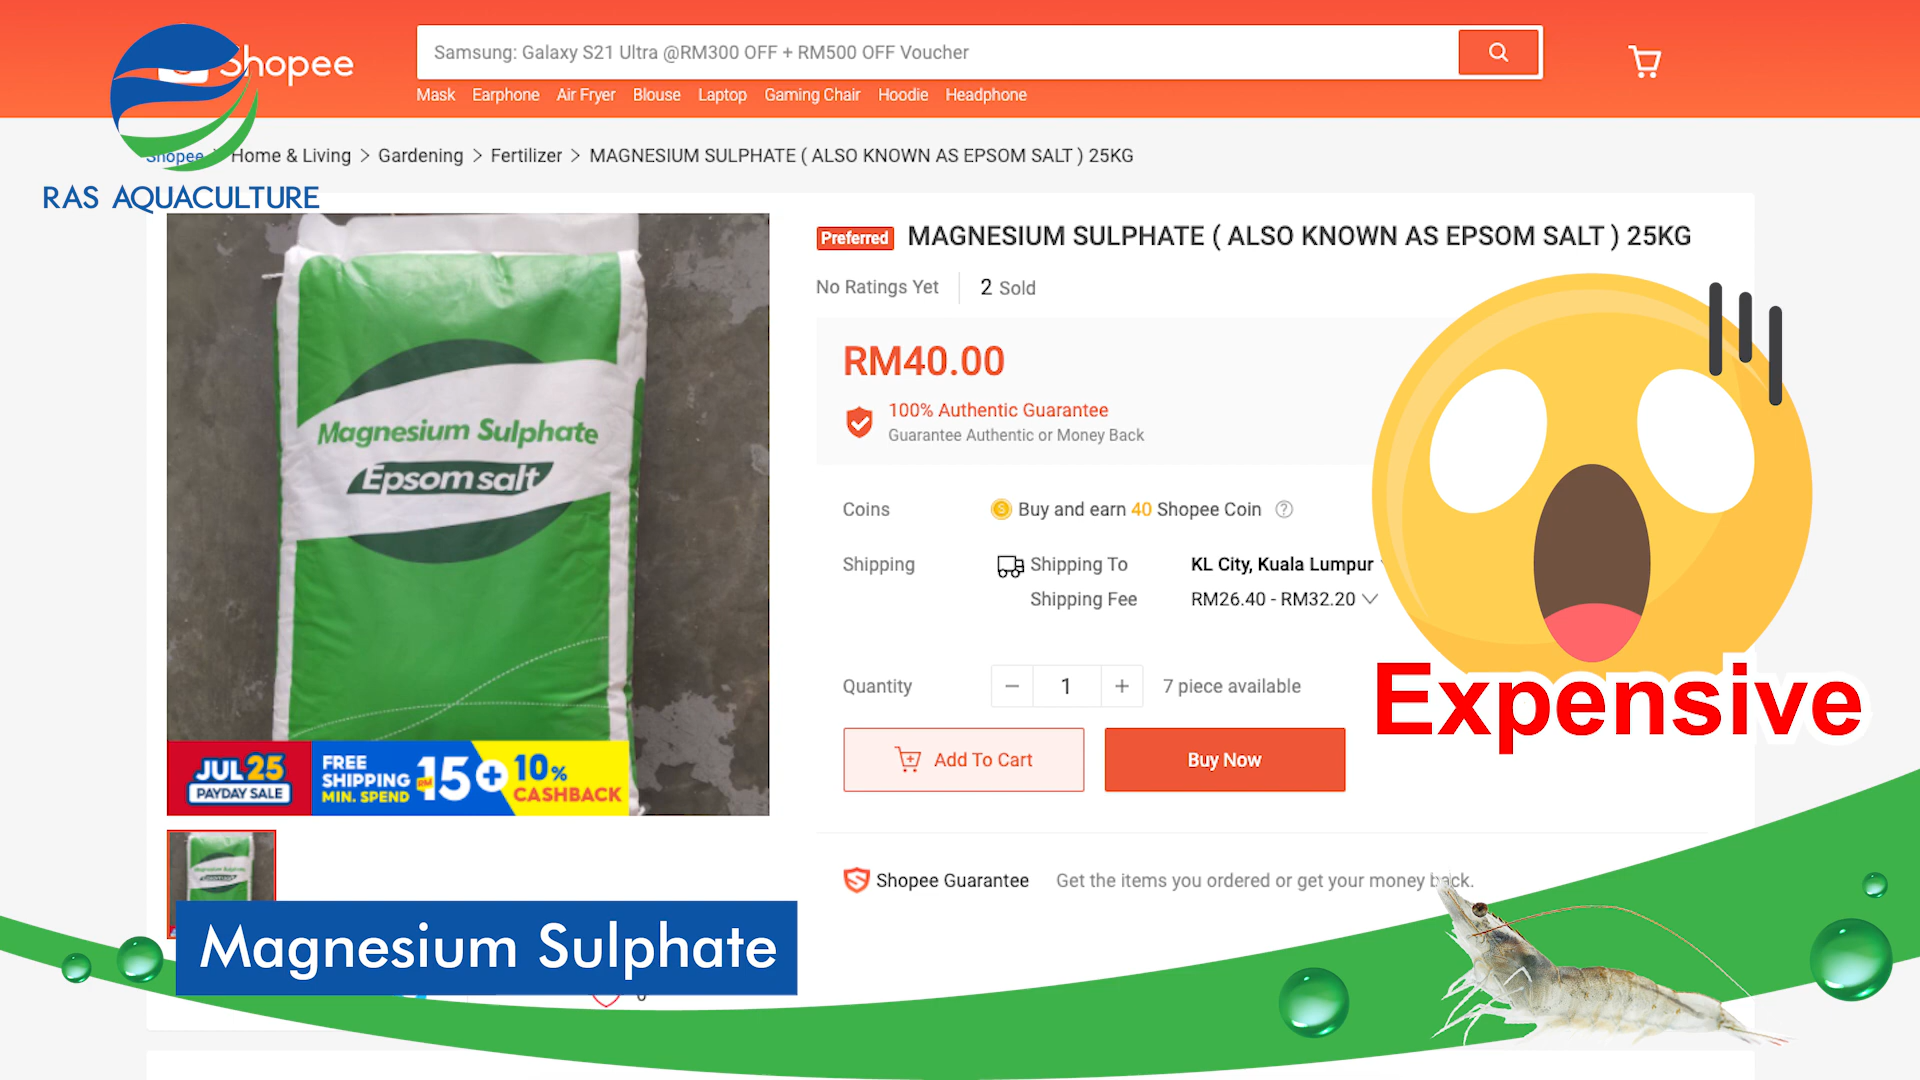 Shopee
Samsung: Galaxy S21 Ultra @RM300 OFF + RM500 OFF Voucher
Mask Earphone Air Fryer Blouse Laptop Gaming Chair Hoodie Headphone
RAS AQUACULTURE
Shopee > Home & Living > Gardening > Fertilizer > MAGNESIUM SULPHATE ( ALSO KNOWN AS EPSOM SALT ) 25KG
Preferred MAGNESIUM SULPHATE ( ALSO KNOWN AS EPSOM SALT ) 25KG
No Ratings Yet 2 Sold
RM40.00
100% Authentic Guarantee
Guarantee Authentic or Money Back
Magnesium Sulphate
Epsom salt
Coins Buy and earn 40 Shopee Coin ?
Shipping Shipping To KL City, Kuala Lumpur
Shipping Fee RM26.40 - RM32.20
Quantity − 1 + 7 piece available
Expensive
Add To Cart Buy Now
JUL 25
PAYDAY SALE
FREE
SHIPPING
MIN. SPEND RM15 + 10%
CASHBACK
Shopee Guarantee Get the items you ordered or get your money back.
Magnesium Sulphate